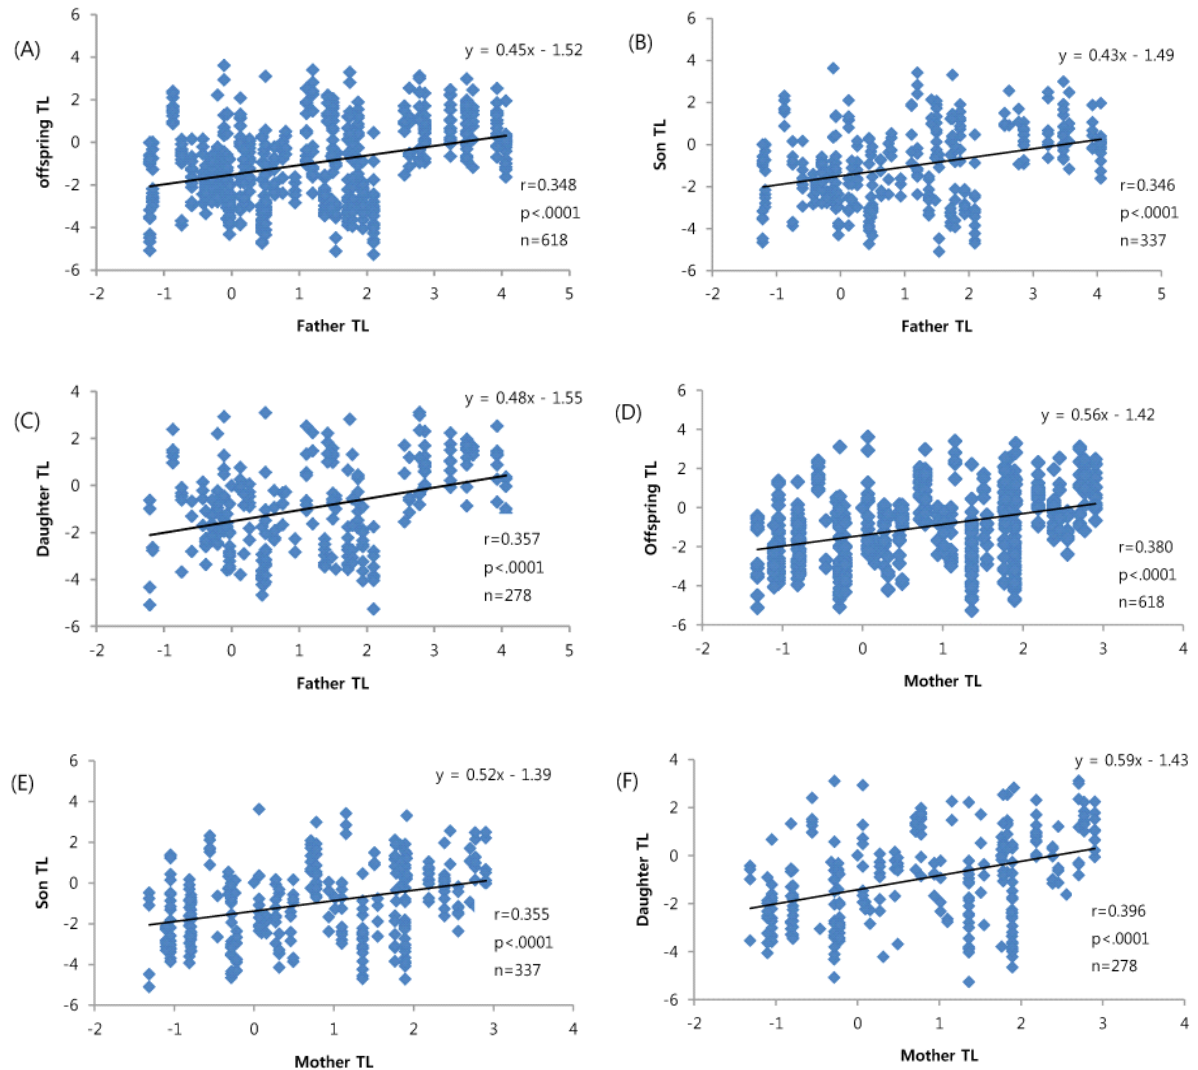 (A)
y = 0.45x - 1.52
offspring TL
6
4
2
0
-2
-4
-6
r=0.348
p<.0001
n=618
-2 -1 0 1 2 3 4 5
Father TL
(B)
y = 0.43x - 1.49
Son TL
6
4
2
0
-2
-4
-6
r=0.346
p<.0001
n=337
-2 -1 0 1 2 3 4 5
Father TL
(C)
y = 0.48x - 1.55
Daughter TL
4
2
0
-2
-4
-6
r=0.357
p<.0001
n=278
-2 -1 0 1 2 3 4 5
Father TL
(D)
y = 0.56x - 1.42
Offspring TL
6
4
2
0
-2
-4
-6
r=0.380
p<.0001
n=618
-2 -1 0 1 2 3 4
Mother TL
(E)
y = 0.52x - 1.39
Son TL
6
4
2
0
-2
-4
-6
r=0.355
p<.0001
n=337
-2 -1 0 1 2 3 4
Mother TL
(F)
y = 0.59x - 1.43
Daughter TL
4
2
0
-2
-4
-6
r=0.396
p<.0001
n=278
-2 -1 0 1 2 3 4
Mother TL